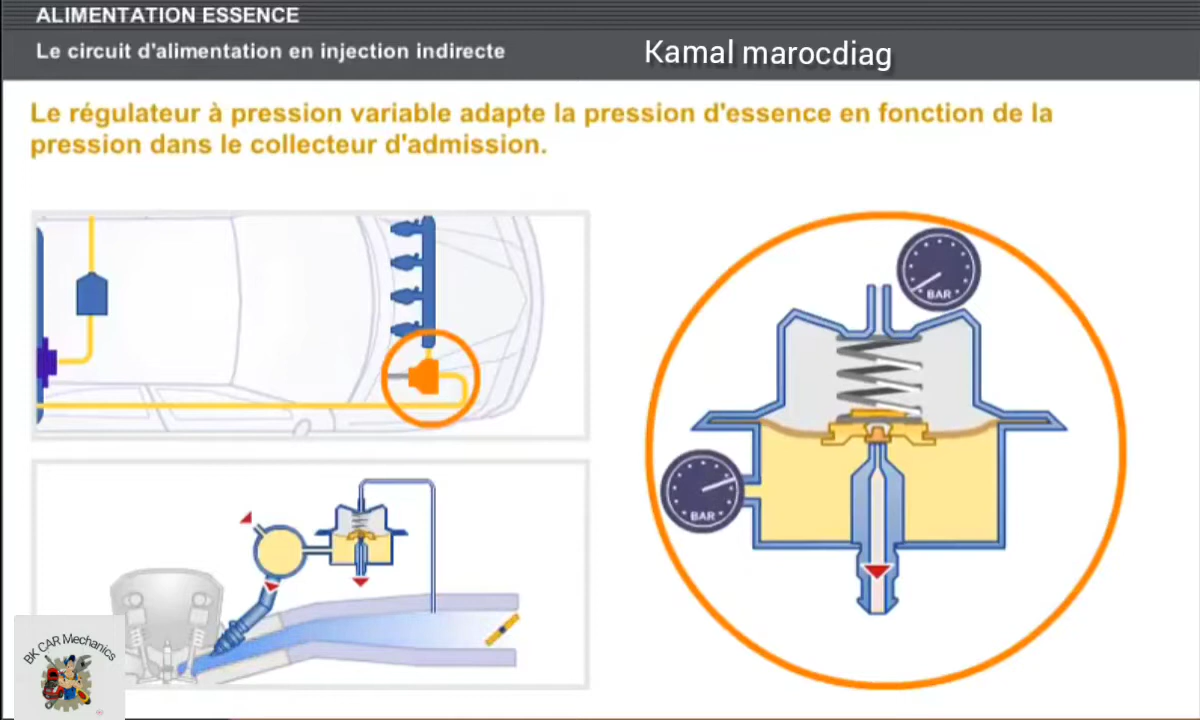 ALIMENTATION ESSENCE
Le circuit d'alimentation en injection indirecte
Kamal marocdiag
Le régulateur à pression variable adapte la pression d'essence en fonction de la
pression dans le collecteur d'admission.
BAR
BAR
BK CAR Mechanics